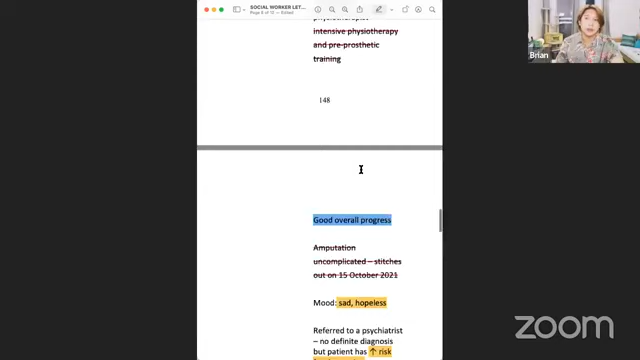 SOCIAL WORKER LET...
Page 5 of 12 — Edited
Brian
physiotherapist
intensive physiotherapy
and pre-prosthetic
training
148
Good overall progress
Amputation
uncomplicated – stitches
out on 15 October 2021
Mood: sad, hopeless
Referred to a psychiatrist
– no definite diagnosis
but patient has ↑ risk
zoom